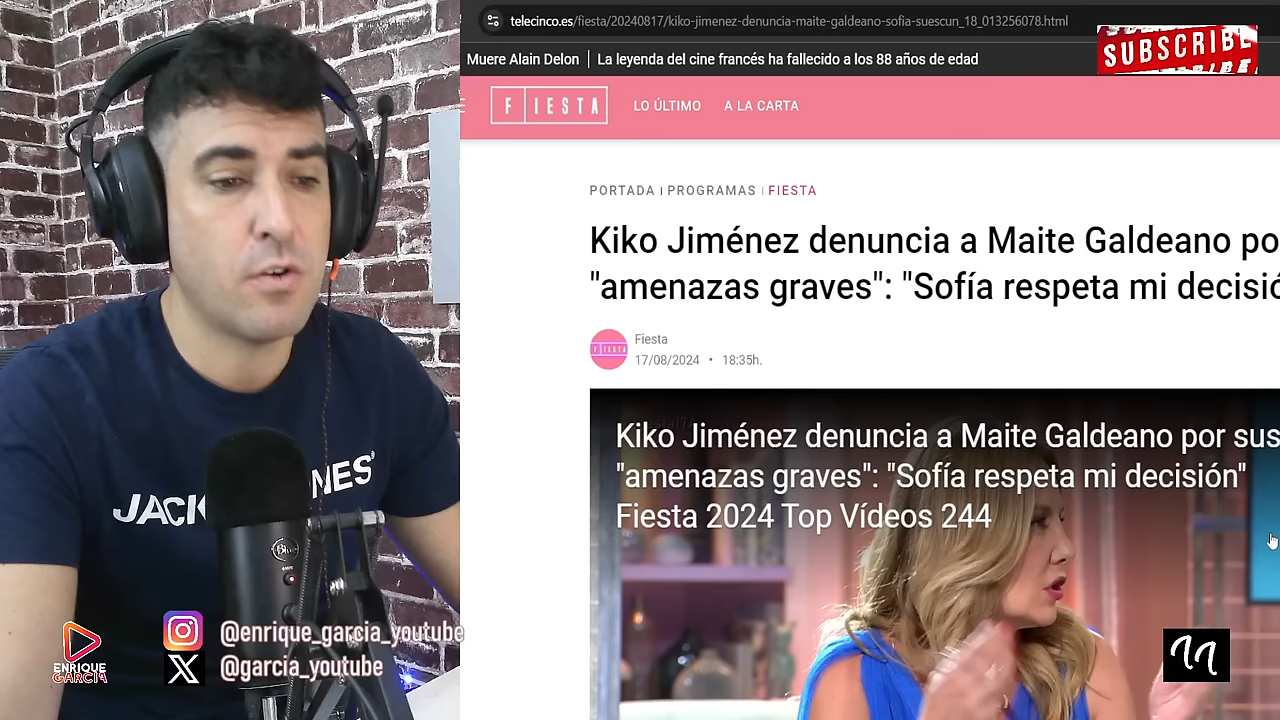 telecinco.es/fiesta/20240817/kiko-jimenez-denuncia-maite-galdeano-sofia-suescun_18_013256078.html
SUBSCRIBE
Muere Alain Delon | La leyenda del cine francés ha fallecido a los 88 años de edad
FIESTA LO ÚLTIMO A LA CARTA
PORTADA | PROGRAMAS | FIESTA
Kiko Jiménez denuncia a Maite Galdeano po
"amenazas graves": "Sofía respeta mi decisió
Fiesta
FIESTA
17/08/2024 • 18:35h.
Kiko Jiménez denuncia a Maite Galdeano por sus
"amenazas graves": "Sofía respeta mi decisión"
Fiesta 2024 Top Vídeos 244
JACK NES®
Blue
@enrique_garcia_youtube
@garcia_youtube
ENRIQUE
GARCIA